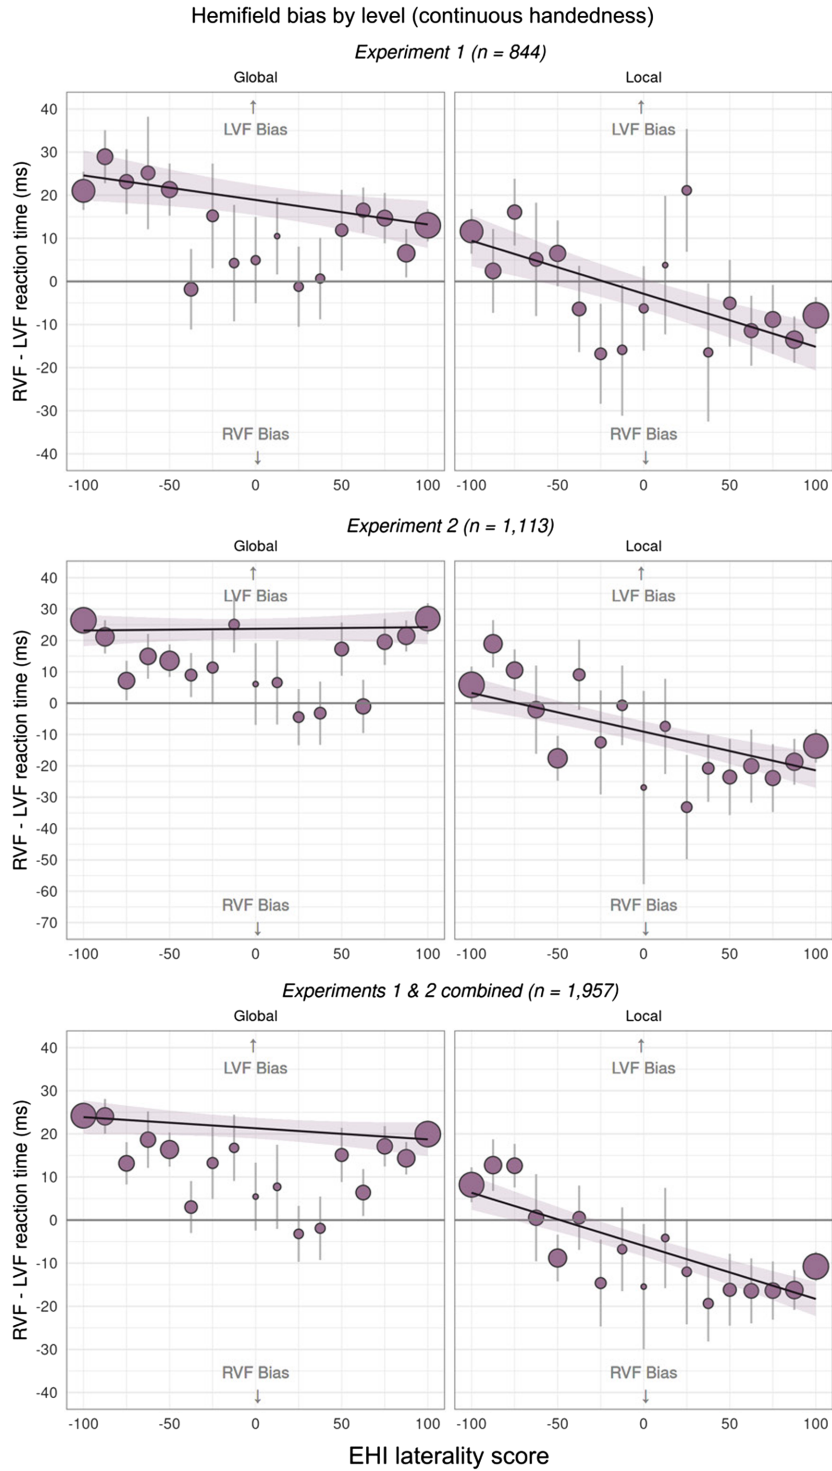 Hemifield bias by level (continuous handedness)
Experiment 1 (n = 844)
Global
Local
RVF - LVF reaction time (ms)
40
30
20
10
0
-10
-20
-30
-40
↑
LVF Bias
RVF Bias
↓
↑
LVF Bias
RVF Bias
↓
-100 -50 0 50 100
-100 -50 0 50 100
Experiment 2 (n = 1,113)
Global
Local
RVF - LVF reaction time (ms)
40
30
20
10
0
-10
-20
-30
-40
-50
-60
-70
↑
LVF Bias
RVF Bias
↓
↑
LVF Bias
RVF Bias
↓
-100 -50 0 50 100
-100 -50 0 50 100
Experiments 1 & 2 combined (n = 1,957)
Global
Local
RVF - LVF reaction time (ms)
40
30
20
10
0
-10
-20
-30
-40
↑
LVF Bias
RVF Bias
↓
↑
LVF Bias
RVF Bias
↓
-100 -50 0 50 100
-100 -50 0 50 100
EHI laterality score